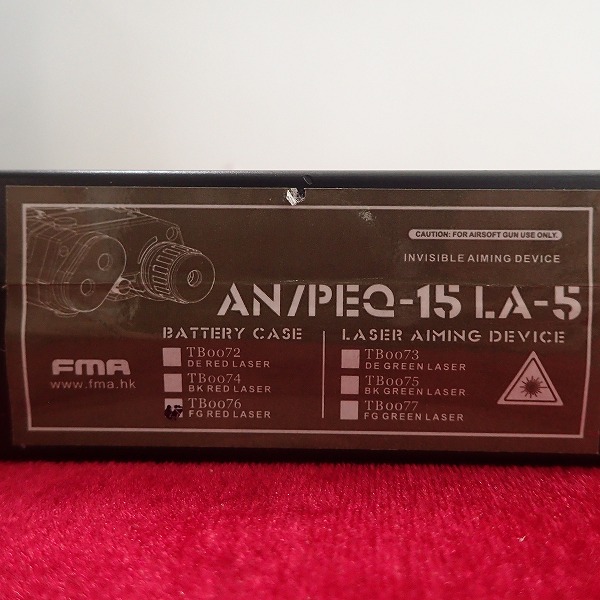 CAUTION: FOR AIRSOFT GUN USE ONLY.
INVISIBLE AIMING DEVICE
AN/PEQ-15 LA-5
BATTERY CASE
LASER AIMING DEVICE
TB0072
DE RED LASER
TB0074
BK RED LASER
TB0076
FG RED LASER
TB0073
DE GREEN LASER
TB0075
BK GREEN LASER
TB0077
FG GREEN LASER
FMA
www.fma.hk